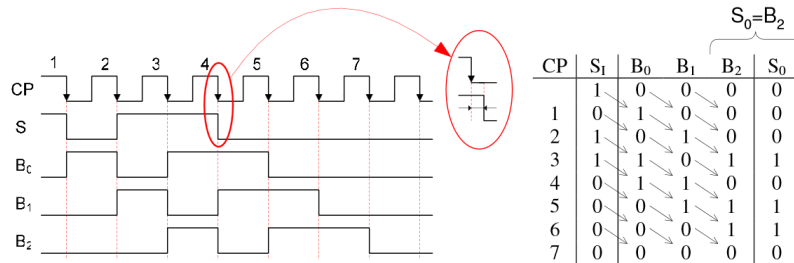 S₀=B₂
1 2 3 4 5 6 7
CP
S
B₀
B₁
B₂
CP S_I B₀ B₁ B₂ S₀
1 0 0 0 0
1 0 1 0 0 0
2 1 0 1 0 0
3 1 1 0 1 1
4 0 1 1 0 0
5 0 0 1 1 1
6 0 0 0 1 1
7 0 0 0 0 0